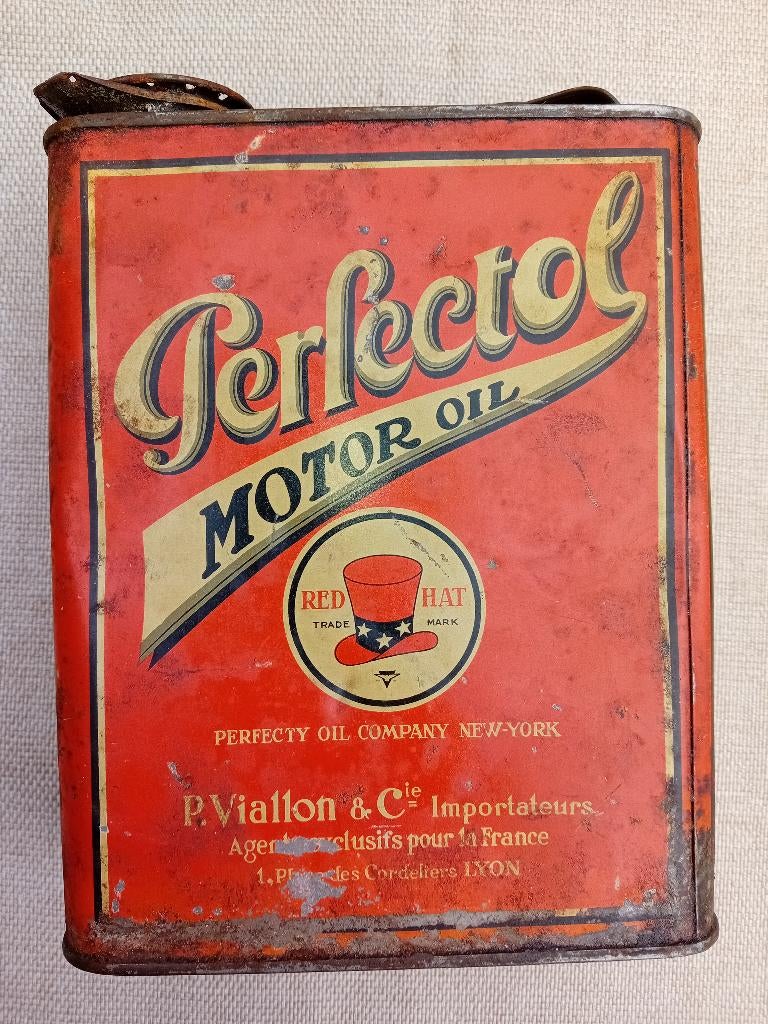 Perfectol
MOTOR OIL
RED HAT
TRADE MARK
PERFECTY OIL COMPANY NEW-YORK
P. Viallon & Cie Importateurs
exclusifs pour la France
1, des Cordeliers LYON